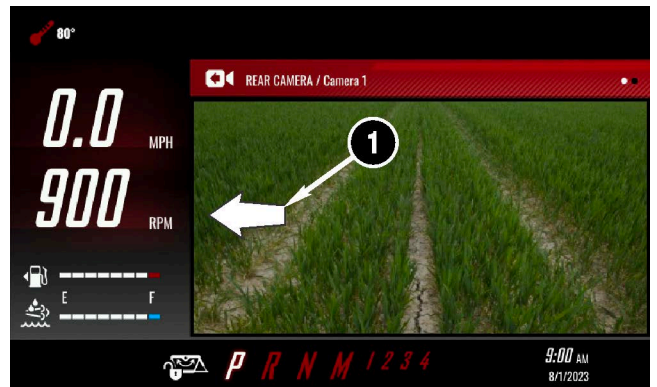 80°
REAR CAMERA / Camera 1
0.0 MPH
1
900 RPM
E F
P R N M 1 2 3 4
9:00 AM
8/1/2023